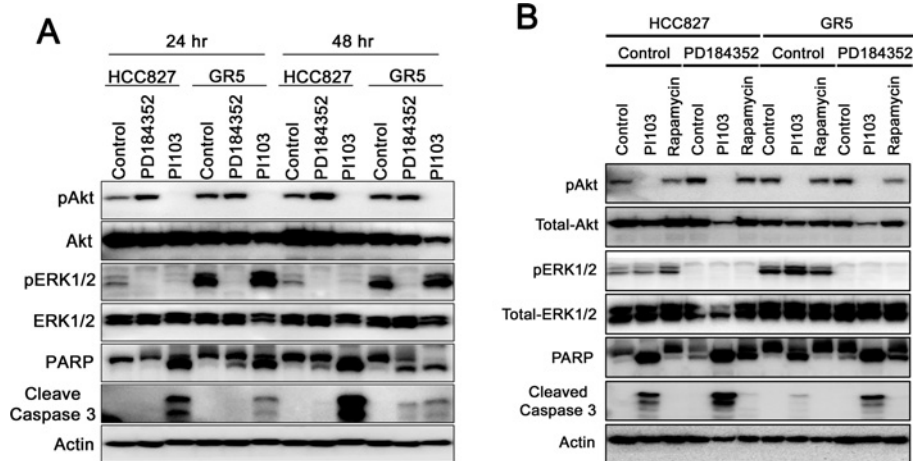 A
24 hr 48 hr
HCC827 GR5 HCC827 GR5
Control PD184352 PI103 Control PD184352 PI103 Control PD184352 PI103 Control PD184352 PI103
pAkt
Akt
pERK1/2
ERK1/2
PARP
Cleave
Caspase 3
Actin
B
HCC827 GR5
Control PD184352 Control PD184352
Control PI103 Rapamycin Control PI103 Rapamycin Control PI103 Rapamycin Control PI103 Rapamycin
pAkt
Total-Akt
pERK1/2
Total-ERK1/2
PARP
Cleaved
Caspase 3
Actin